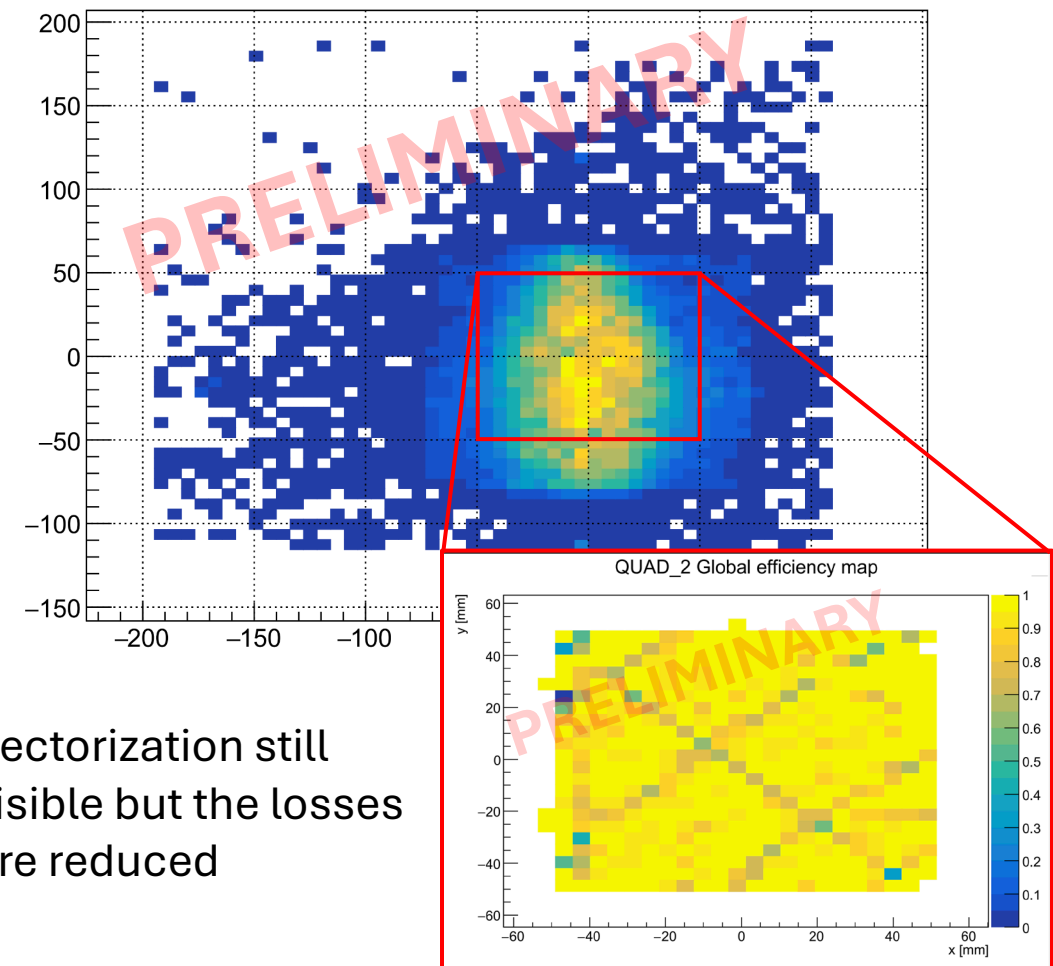 200
150
100
50
0
−50
−100
−150
−200 −150 −100
PRELIMINARY
QUAD_2 Global efficiency map
y [mm]
60
40
20
0
−20
−40
−60
−60 −40 −20 0 20 40 60
x [mm]
1
0.9
0.8
0.7
0.6
0.5
0.4
0.3
0.2
0.1
0
PRELIMINARY
ectorization still
isible but the losses
re reduced